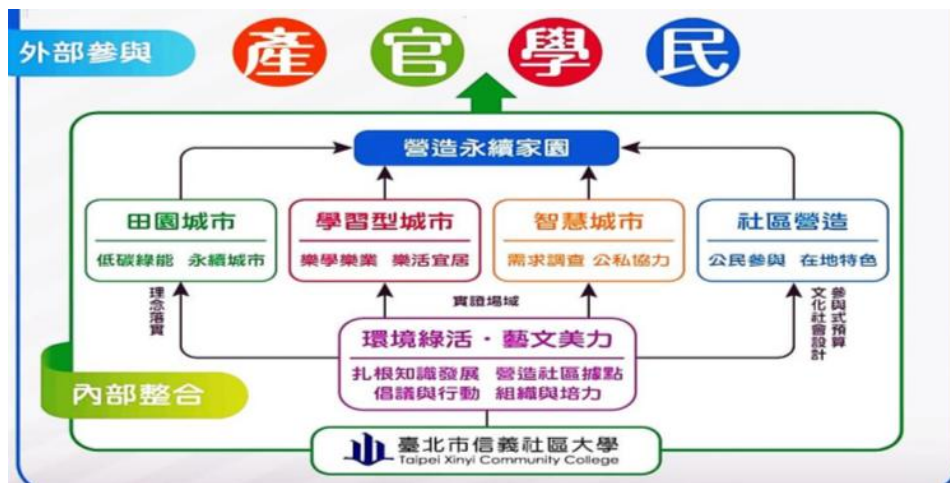 外部參與
產 官 學 民
營造永續家園
田園城市
低碳綠能 永續城市
學習型城市
樂學樂業 樂活宜居
智慧城市
需求調查 公私協力
社區營造
公民參與 在地特色
理念落實
實證場域
參與式預算
文化社會設計
環境綠活・藝文美力
扎根知識發展 營造社區據點
倡議與行動 組織與培力
內部整合
臺北市信義社區大學
Taipei Xinyi Community College